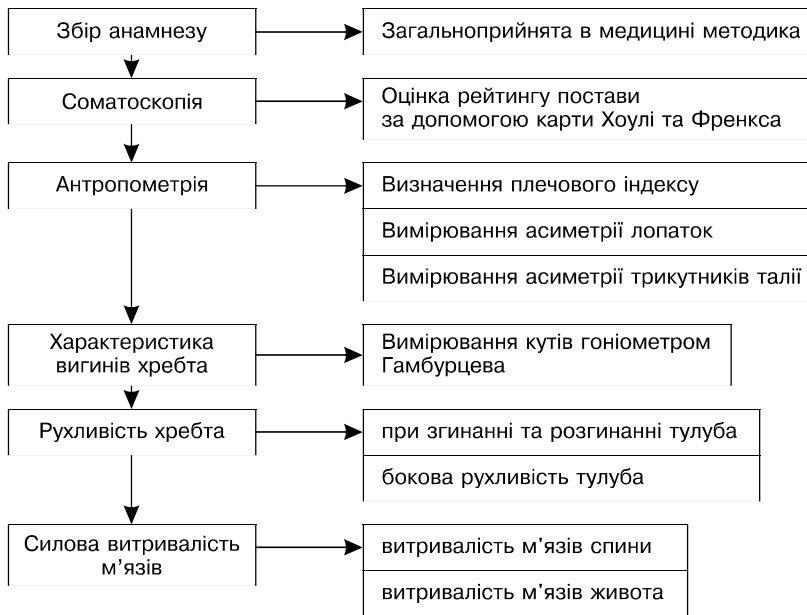 Збір анамнезу
Загальноприйнята в медицині методика
Соматоскопія
Оцінка рейтингу постави
за допомогою карти Хоулі та Френкса
Антропометрія
Визначення плечового індексу
Вимірювання асиметрії лопаток
Вимірювання асиметрії трикутників талії
Характеристика
вигинів хребта
Вимірювання кутів гоніометром
Гамбурцева
Рухливість хребта
при згинанні та розгинанні тулуба
бокова рухливість тулуба
Силова витривалість
м'язів
витривалість м'язів спини
витривалість м'язів живота